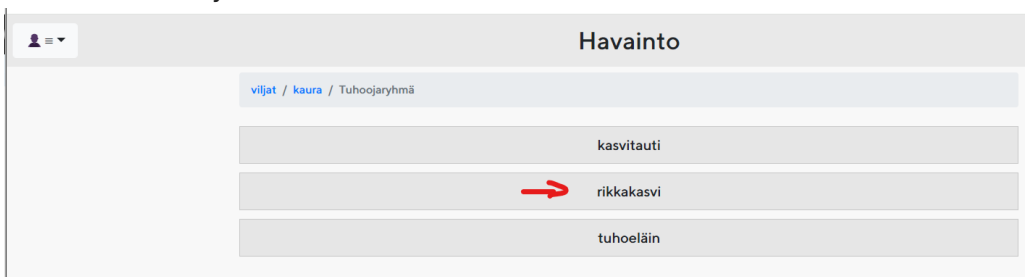 Havainto
viljat / kaura / Tuhoojaryhmä
kasvitauti
rikkakasvi
tuhoeläin